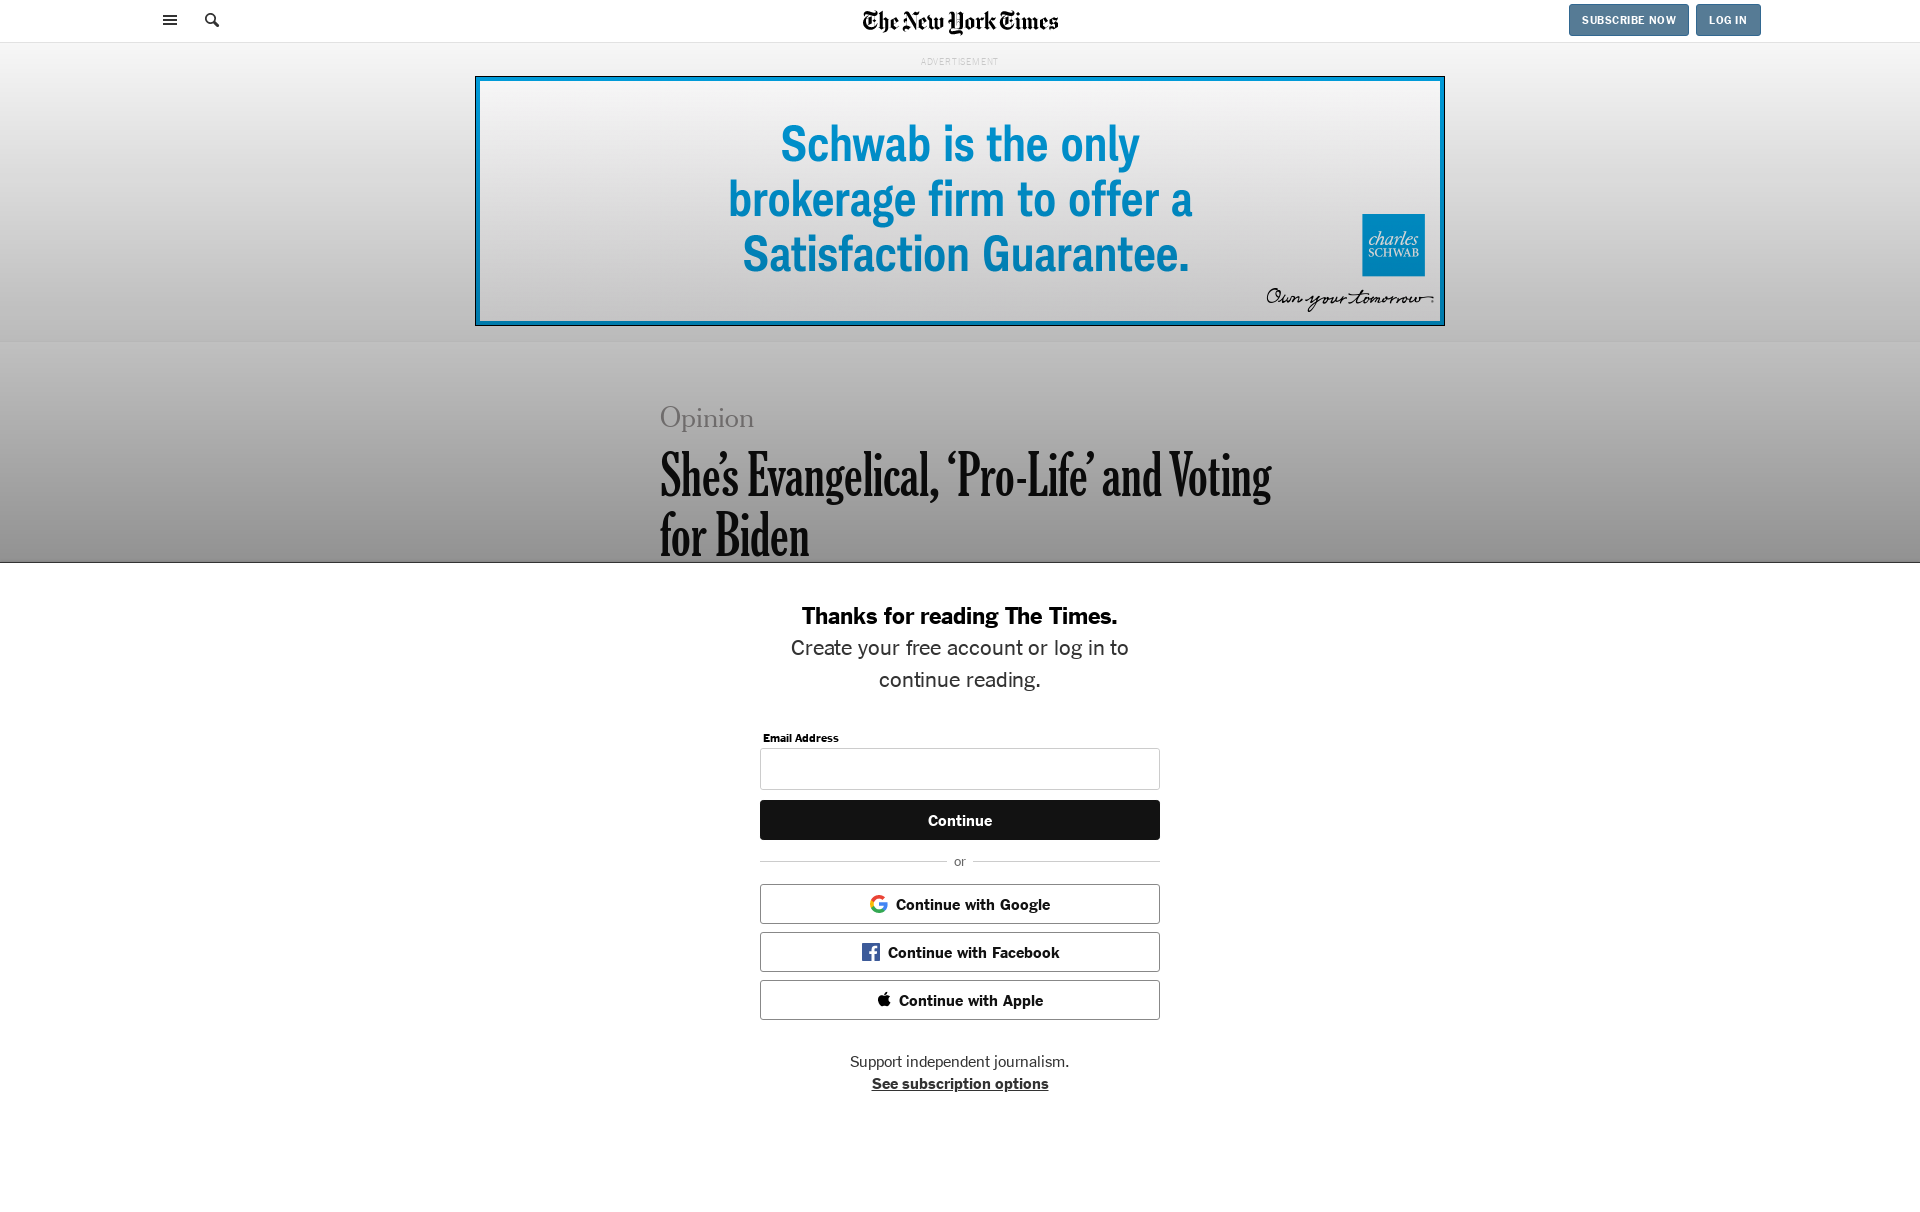 The New York Times
SUBSCRIBE NOW
LOG IN
ADVERTISEMENT
Schwab is the only
brokerage firm to offer a
Satisfaction Guarantee.
charles
SCHWAB
Own your tomorrow
Opinion
She’s Evangelical, ‘Pro-Life’ and Voting
for Biden
Thanks for reading The Times.
Create your free account or log in to
continue reading.
Email Address
Continue
or
Continue with Google
Continue with Facebook
Continue with Apple
Support independent journalism.
See subscription options